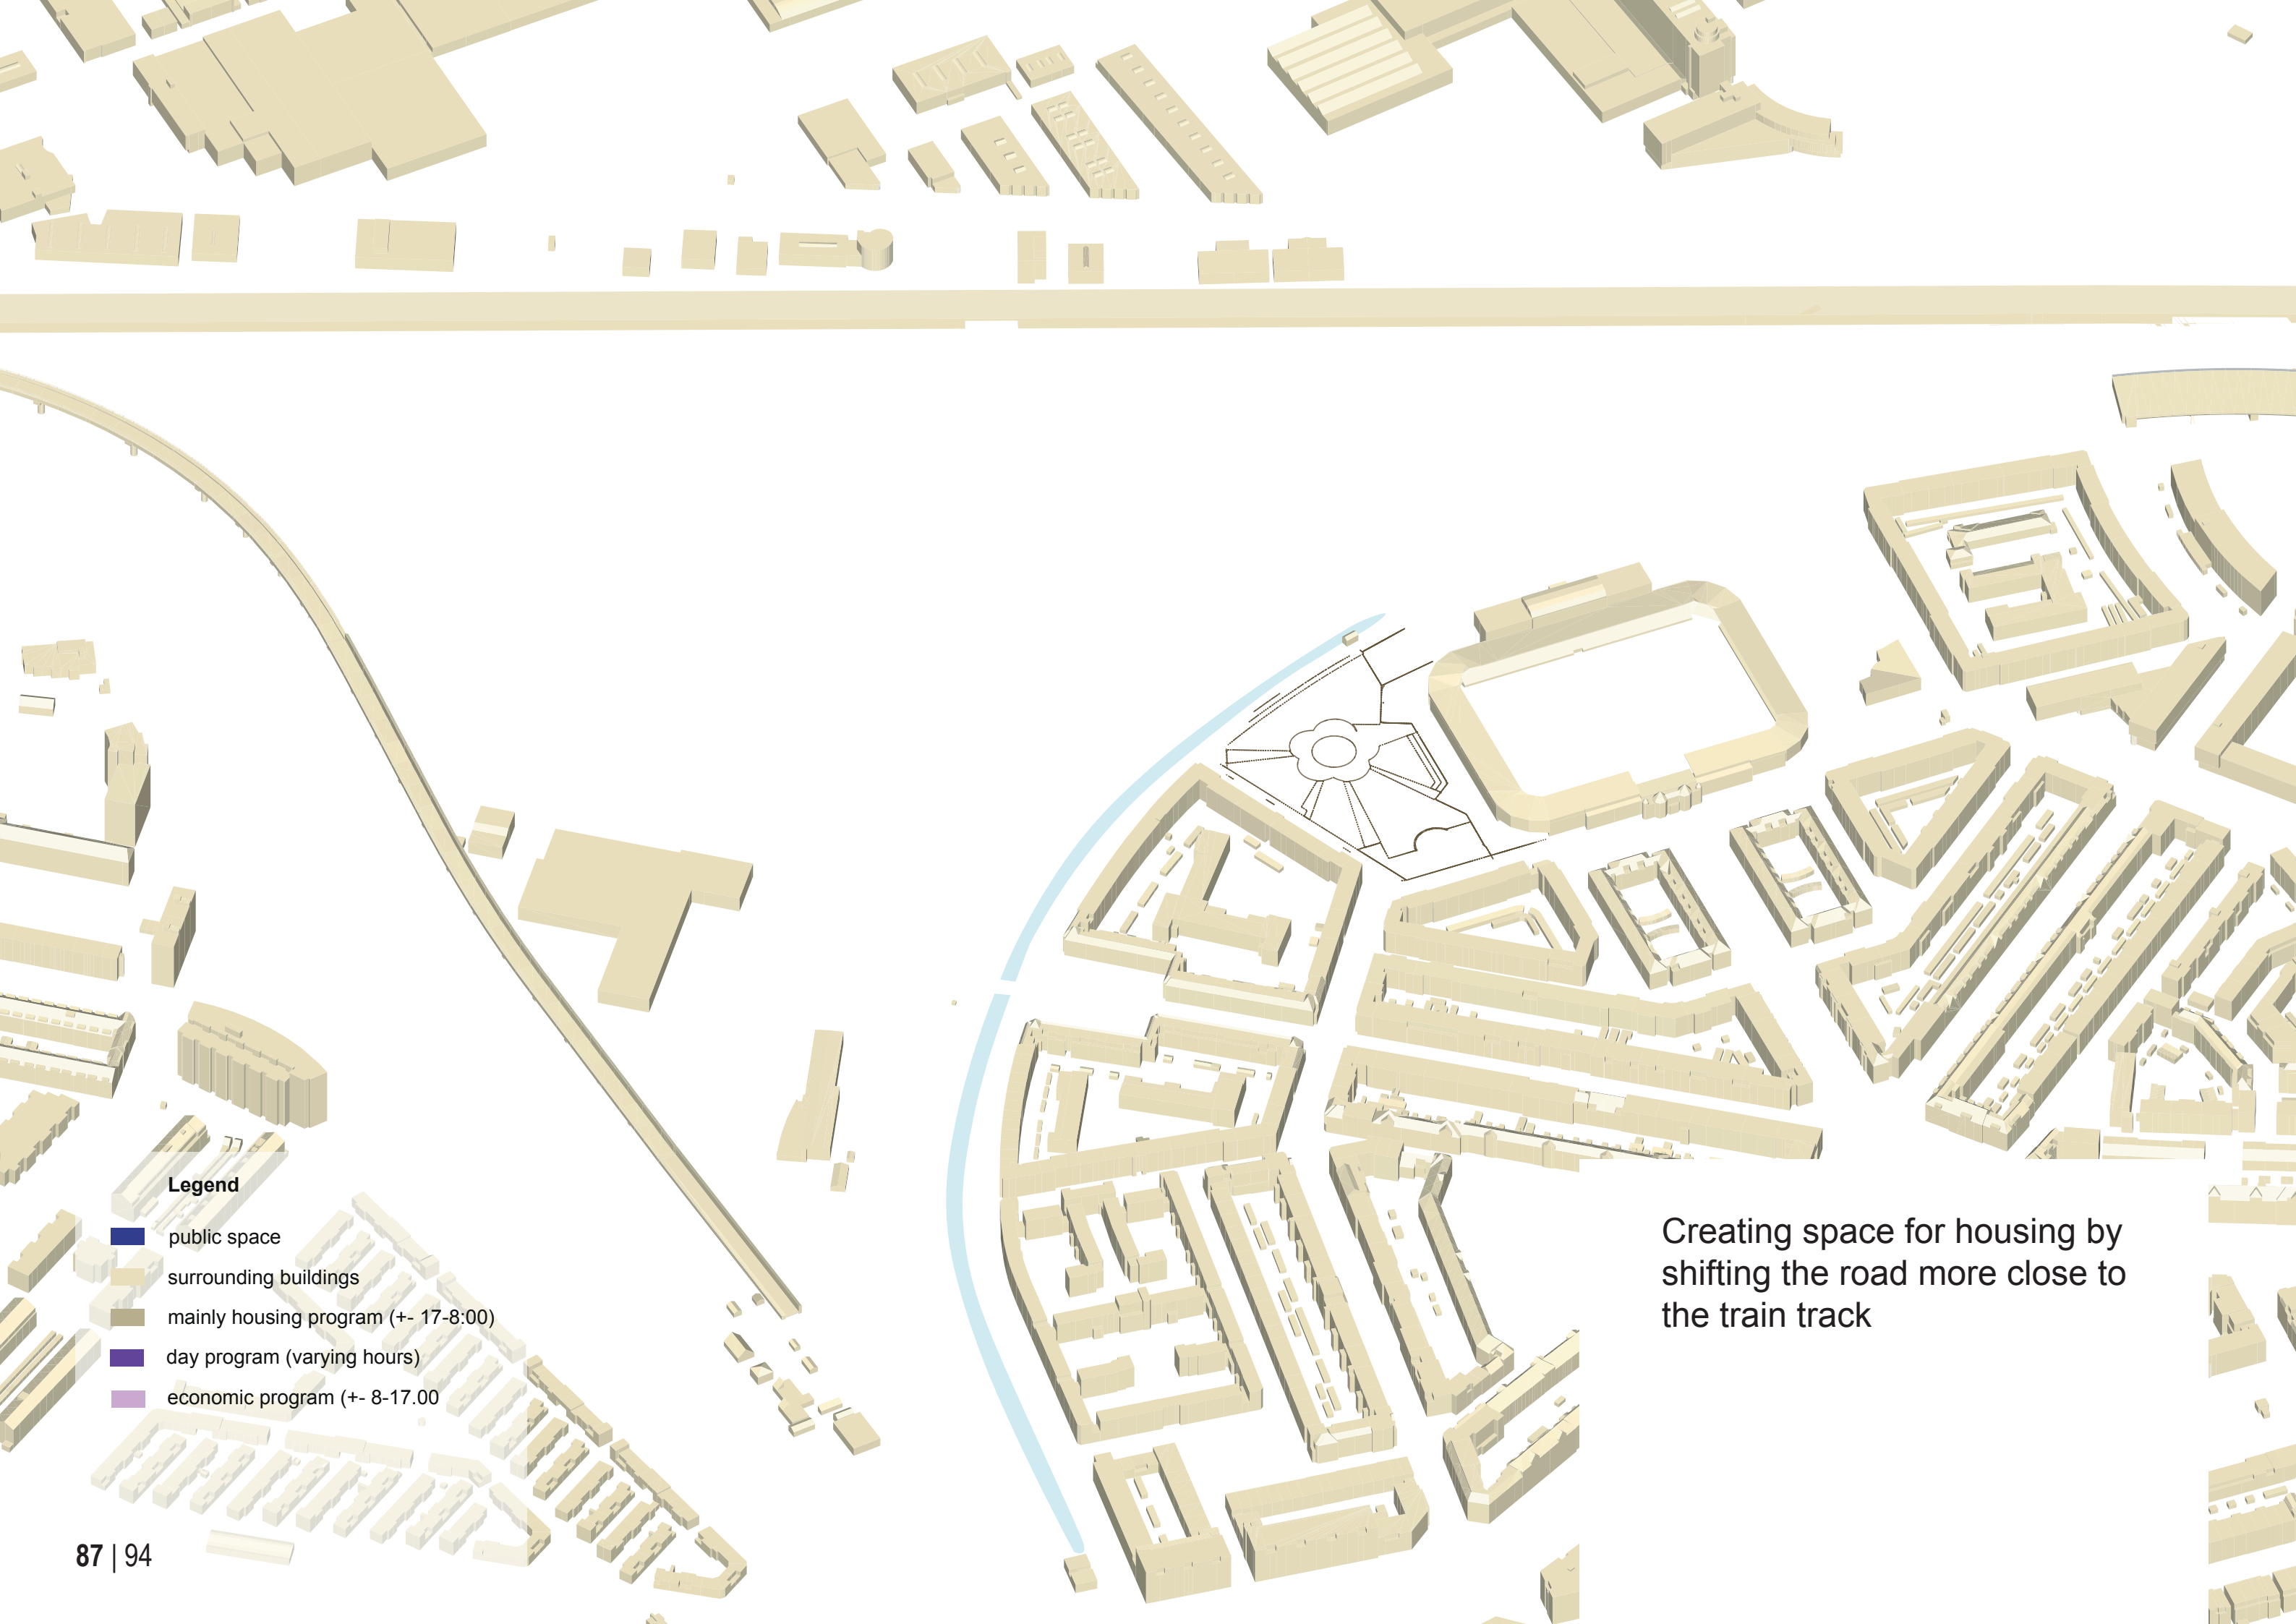 Legend
public space
surrounding buildings
mainly housing program (+- 17-8:00)
day program (varying hours)
economic program (+- 8-17.00
Creating space for housing by
shifting the road more close to
the train track
87 | 94